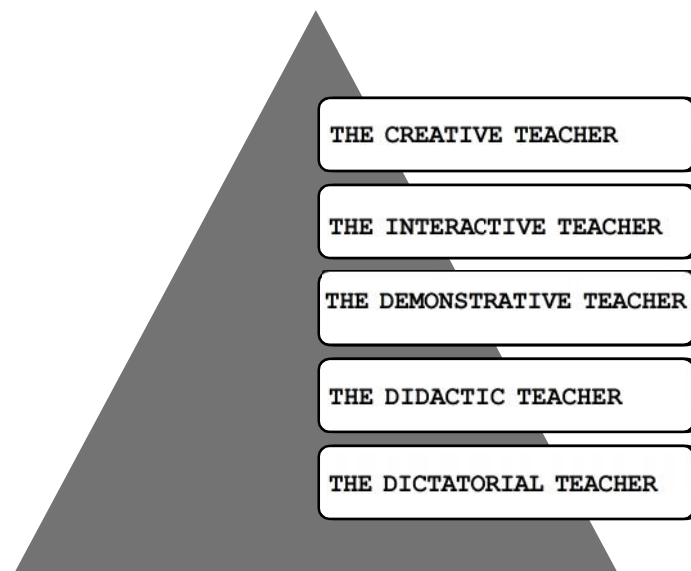 THE CREATIVE TEACHER
THE INTERACTIVE TEACHER
THE DEMONSTRATIVE TEACHER
THE DIDACTIC TEACHER
THE DICTATORIAL TEACHER